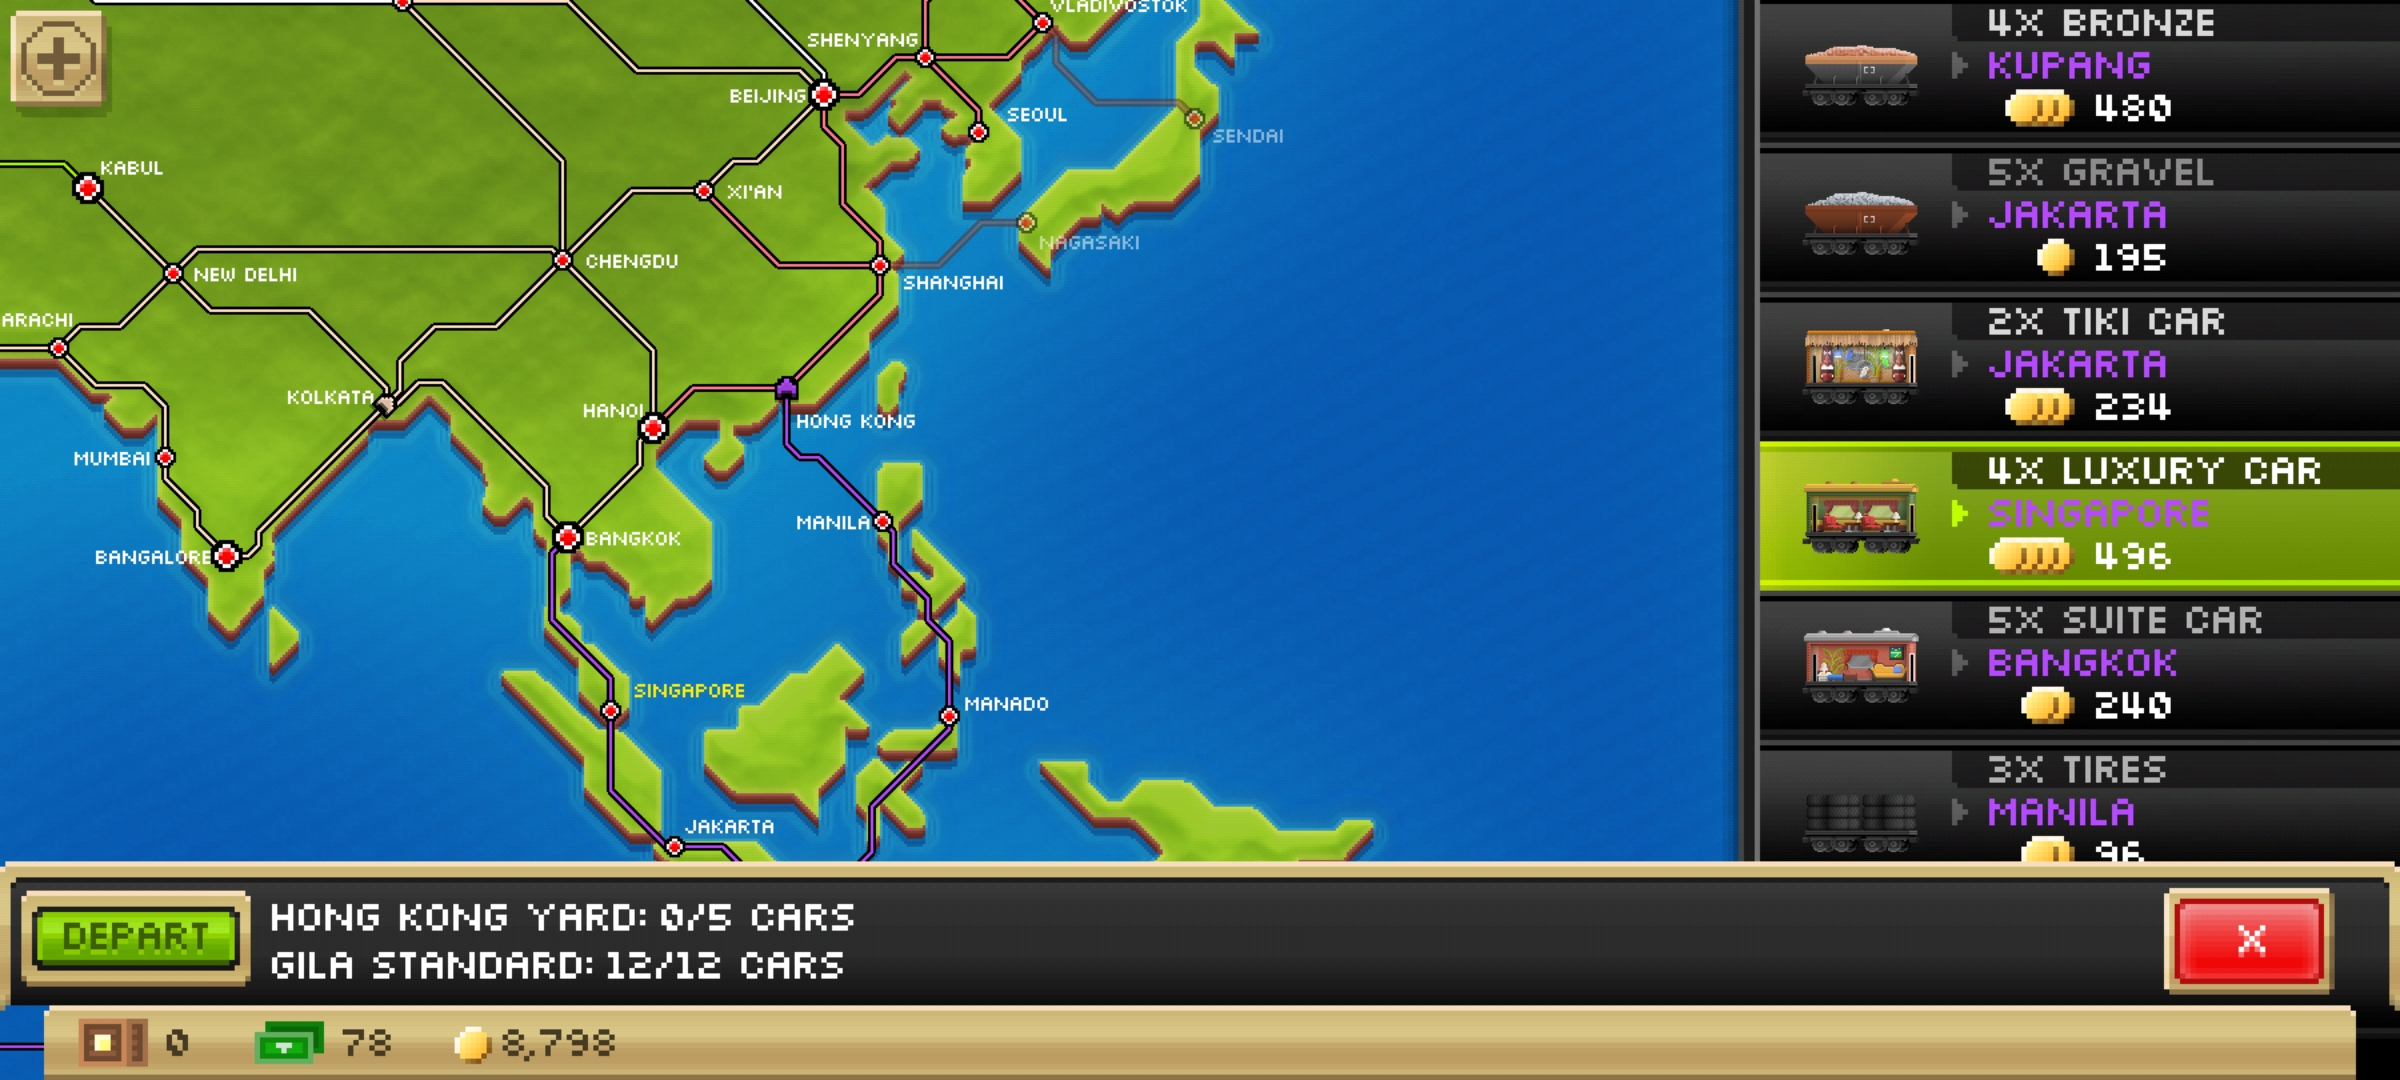 VLADIVOSTOK
SHENYANG
BEIJING
SEOUL
SENDAI
KABUL
XI'AN
NAGASAKI
NEW DELHI
CHENGDU
SHANGHAI
ARACHI
KOLKATA
HANOI
HONG KONG
MUMBAI
MANILA
BANGALORE
BANGKOK
SINGAPORE
MANADO
JAKARTA
4X BRONZE
KUPANG
480
5X GRAVEL
JAKARTA
195
2X TIKI CAR
JAKARTA
234
4X LUXURY CAR
SINGAPORE
496
5X SUITE CAR
BANGKOK
240
3X TIRES
MANILA
96
DEPART
HONG KONG YARD: 0/5 CARS
GILA STANDARD: 12/12 CARS
X
0
78
8,798